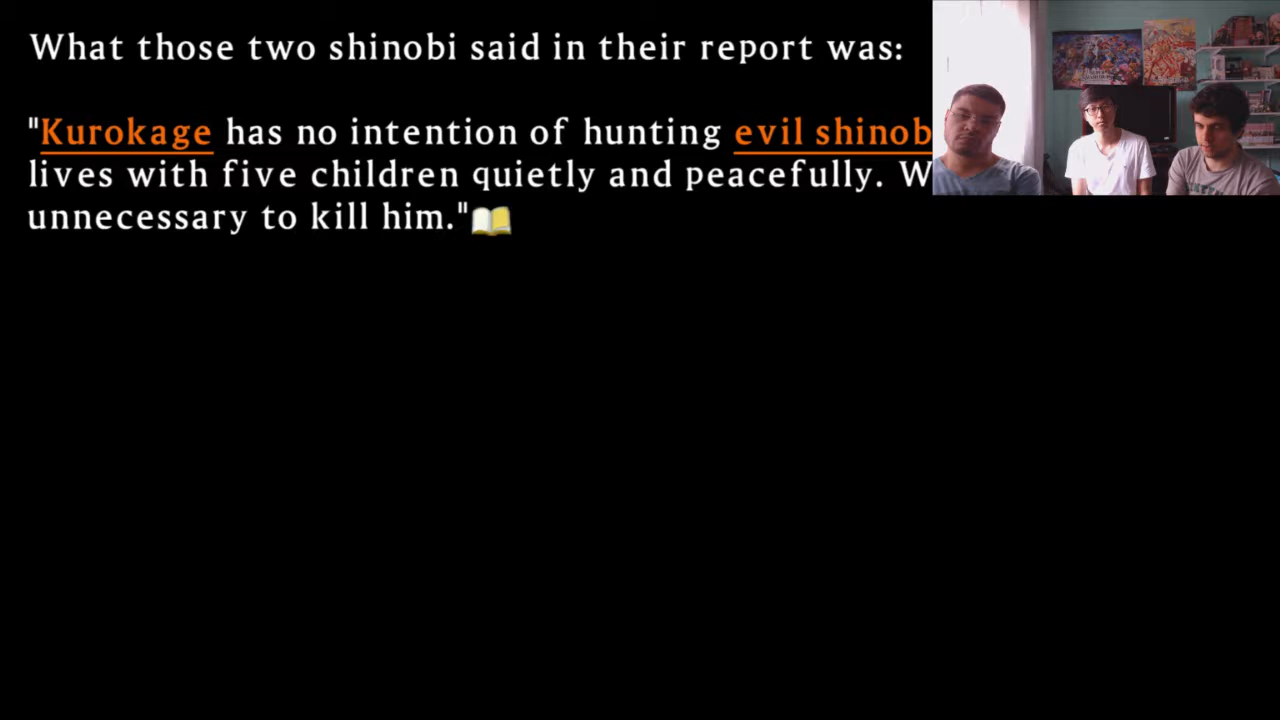 What those two shinobi said in their report was:
"Kurokage has no intention of hunting evil shinob
lives with five children quietly and peacefully. W
unnecessary to kill him."